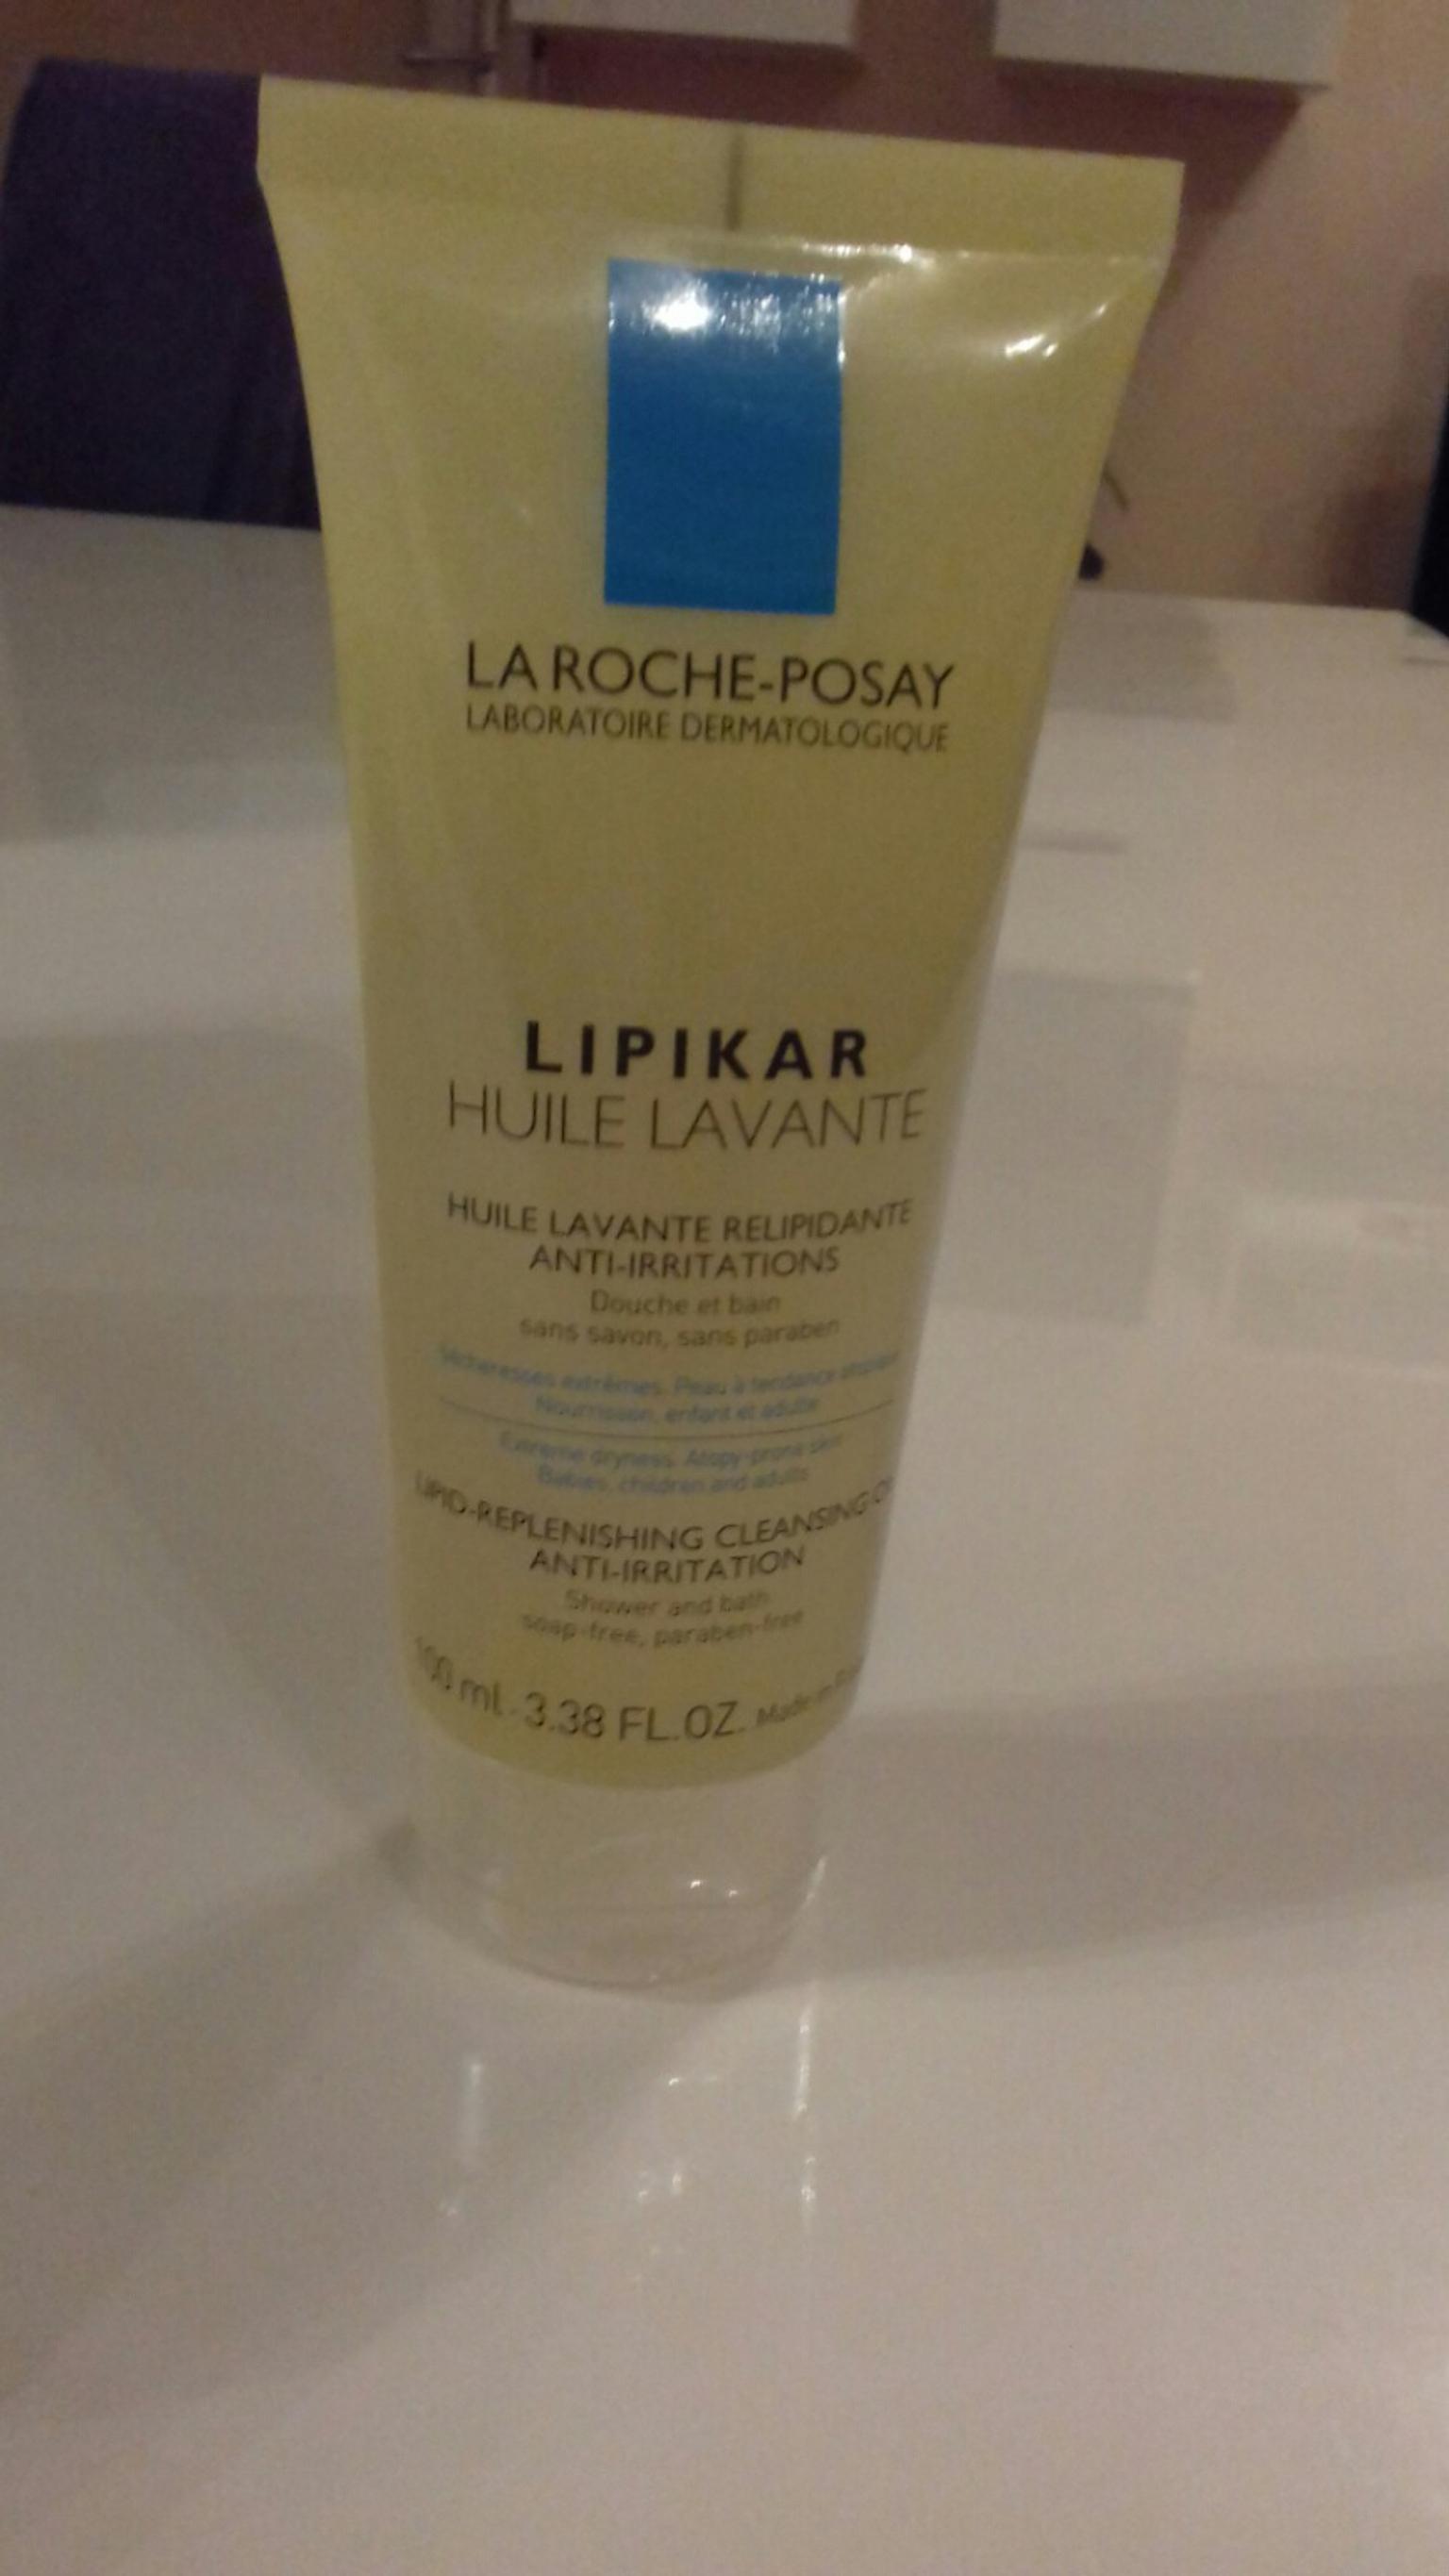 LA ROCHE-POSAY
LABORATOIRE DERMATOLOGIQUE
LIPIKAR
HUILE LAVANTE
HUILE LAVANTE RELIPIDANTE
ANTI-IRRITATIONS
Douche et bain
sans savon, sans paraben
Sécheresses extrêmes. Peau à tendance
Nourrisson, enfant et adulte
Extreme dryness. Atopy-prone skin
Babies, children and adults
LIPID-REPLENISHING CLEANSING
ANTI-IRRITATION
Shower and bath
soap-free, paraben-free
100 ml - 3.38 FL.OZ. Made in